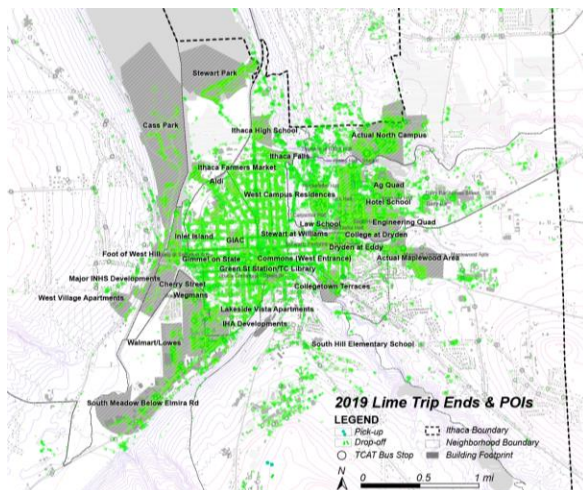 Stewart Park
Cass Park
Ithaca High School
Actual North Campus
Ithaca Falls
Ithaca Farmers Market
Aldi
West Campus Residences
Ag Quad
Hotel School
Law School
Engineering Quad
Inlet Island
GIAC
Stewart at Williams
College at Dryden
Dryden at Eddy
Foot of West Hill
Gimme! on State
Commons (West Entrance)
Actual Maplewood Area
Green St Station/TC Library
Major INHS Developments
Cherry Street
Collegetown Terraces
West Village Apartments
Wegmans
Lakeside Vista Apartments
IHA Developments
Walmart/Lowes
South Hill Elementary School
South Meadow Below Elmira Rd
2019 Lime Trip Ends & POIs
LEGEND
Pick-up
Ithaca Boundary
Drop-off
Neighborhood Boundary
TCAT Bus Stop
Building Footprint
N
0 0.5 1 mi